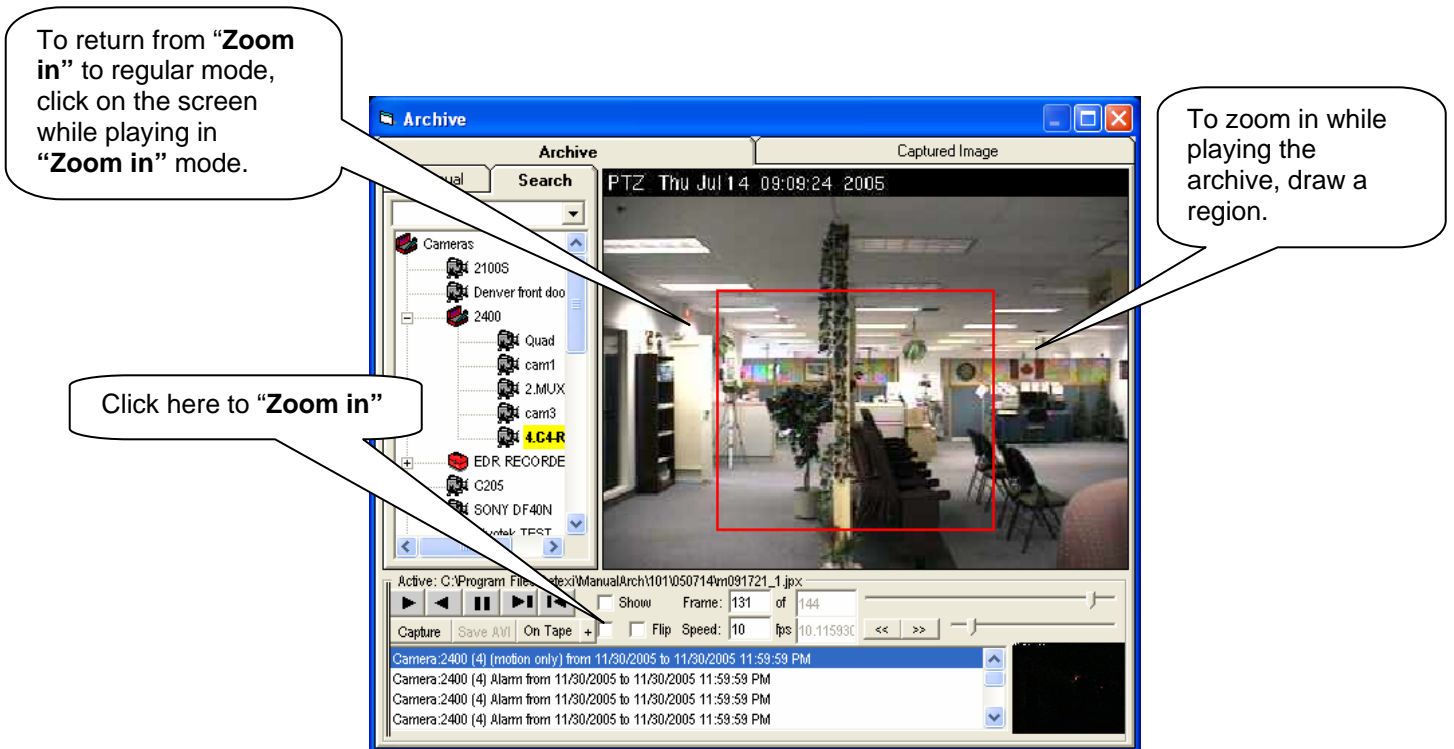 To return from “Zoom
in” to regular mode,
click on the screen
while playing in
“Zoom in” mode.
To zoom in while
playing the
archive, draw a
region.
Click here to “Zoom in”
Archive
Archive
Captured Image
Search
PTZ Thu Jul 14 09:09:24 2005
Cameras
2100S
Denver front doo
2400
Quad
cam1
2.MUX
cam3
4.C4-R
EDR RECORDE
C205
SONY DF40N
TEST
Active: C:\Program
Show Frame: 131 of 144
Capture Save AVI On Tape + Flip Speed: 10 fps 10.115930 << >>
Camera:2400 (4) (motion only) from 11/30/2005 to 11/30/2005 11:59:59 PM
Camera:2400 (4) Alarm from 11/30/2005 to 11/30/2005 11:59:59 PM
Camera:2400 (4) Alarm from 11/30/2005 to 11/30/2005 11:59:59 PM
Camera:2400 (4) Alarm from 11/30/2005 to 11/30/2005 11:59:59 PM